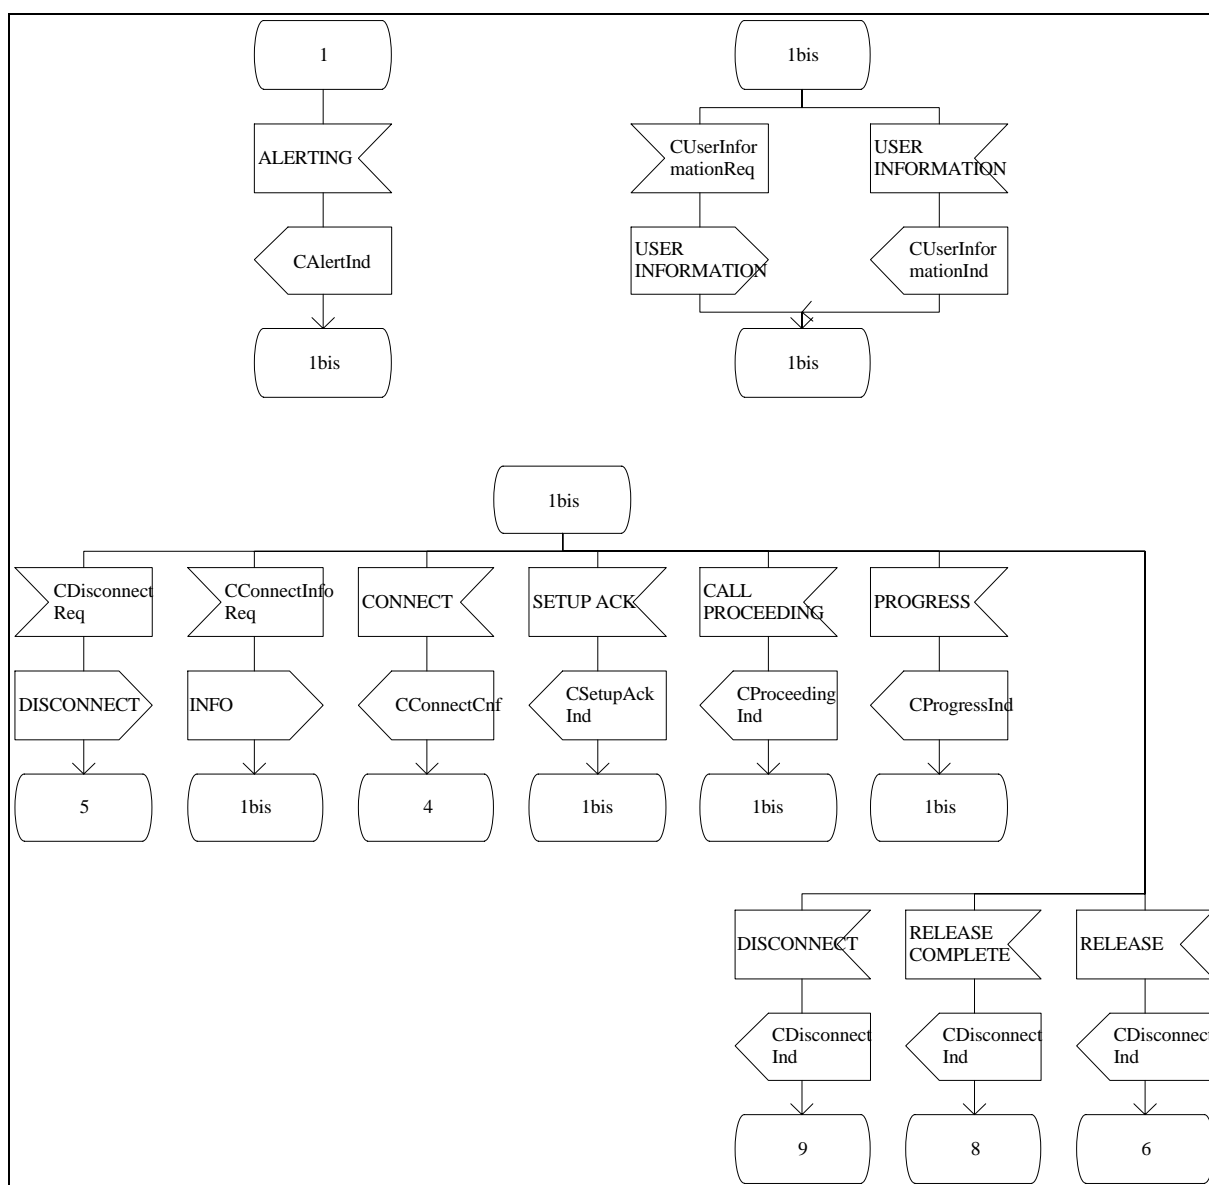 1
ALERTING
CAlertInd
1bis
1bis
CUserInfor
mationReq
USER
INFORMATION
USER
INFORMATION
CUserInfor
mationInd
1bis
1bis
CDisconnect
Req
DISCONNECT
5
CConnectInfo
Req
INFO
1bis
CONNECT
CConnectCnf
4
SETUP ACK
CSetupAck
Ind
1bis
CALL
PROCEEDING
CProceeding
Ind
1bis
PROGRESS
CProgressInd
1bis
DISCONNECT
CDisconnect
Ind
9
RELEASE
COMPLETE
CDisconnect
Ind
8
RELEASE
CDisconnect
Ind
6